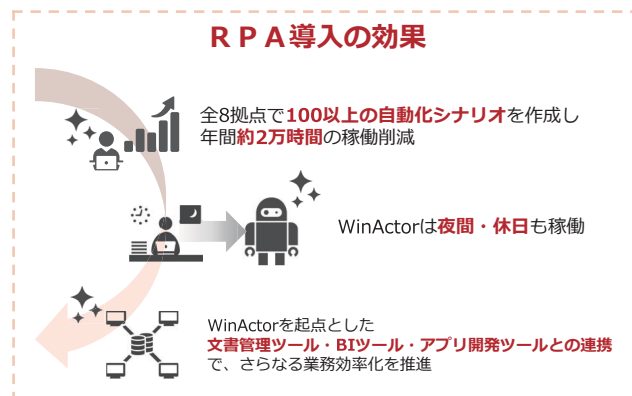 ＲＰＡ導入の効果
全8拠点で100以上の自動化シナリオを作成し
年間約2万時間の稼働削減
WinActorは夜間・休日も稼働
WinActorを起点とした
文書管理ツール・BIツール・アプリ開発ツールとの連携
で、さらなる業務効率化を推進